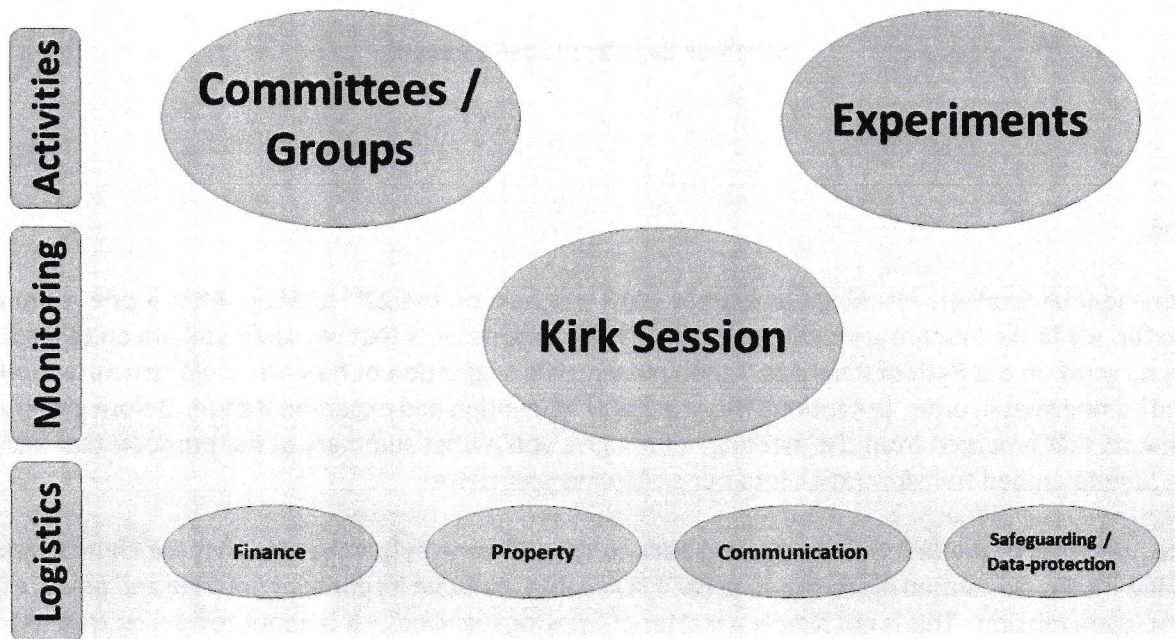 Activities
Committees /
Groups
Experiments
Monitoring
Kirk Session
Logistics
Finance
Property
Communication
Safeguarding /
Data-protection